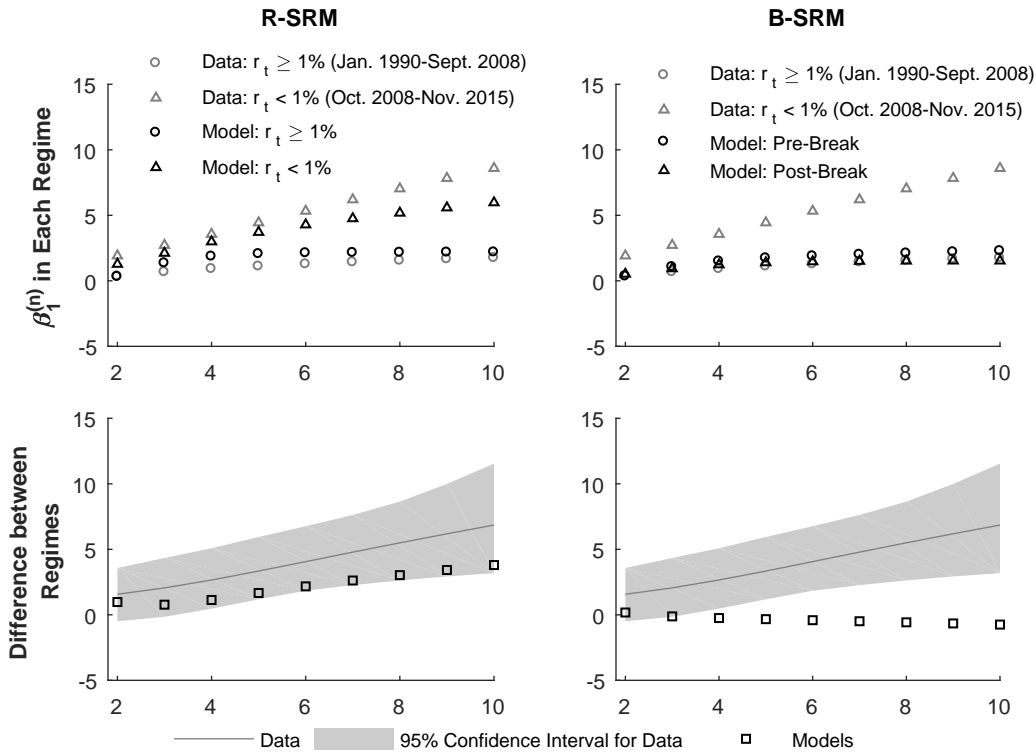 R-SRM
Data: r t ≥ 1% (Jan. 1990-Sept. 2008)
Data: r t < 1% (Oct. 2008-Nov. 2015)
Model: r t ≥ 1%
Model: r t < 1%
β1(n) in Each Regime
15
10
5
0
-5
2 4 6 8 10
B-SRM
Data: r t ≥ 1% (Jan. 1990-Sept. 2008)
Data: r t < 1% (Oct. 2008-Nov. 2015)
Model: Pre-Break
Model: Post-Break
15
10
5
0
-5
2 4 6 8 10
Difference between
Regimes
15
10
5
0
-5
2 4 6 8 10
15
10
5
0
-5
2 4 6 8 10
Data 95% Confidence Interval for Data Models